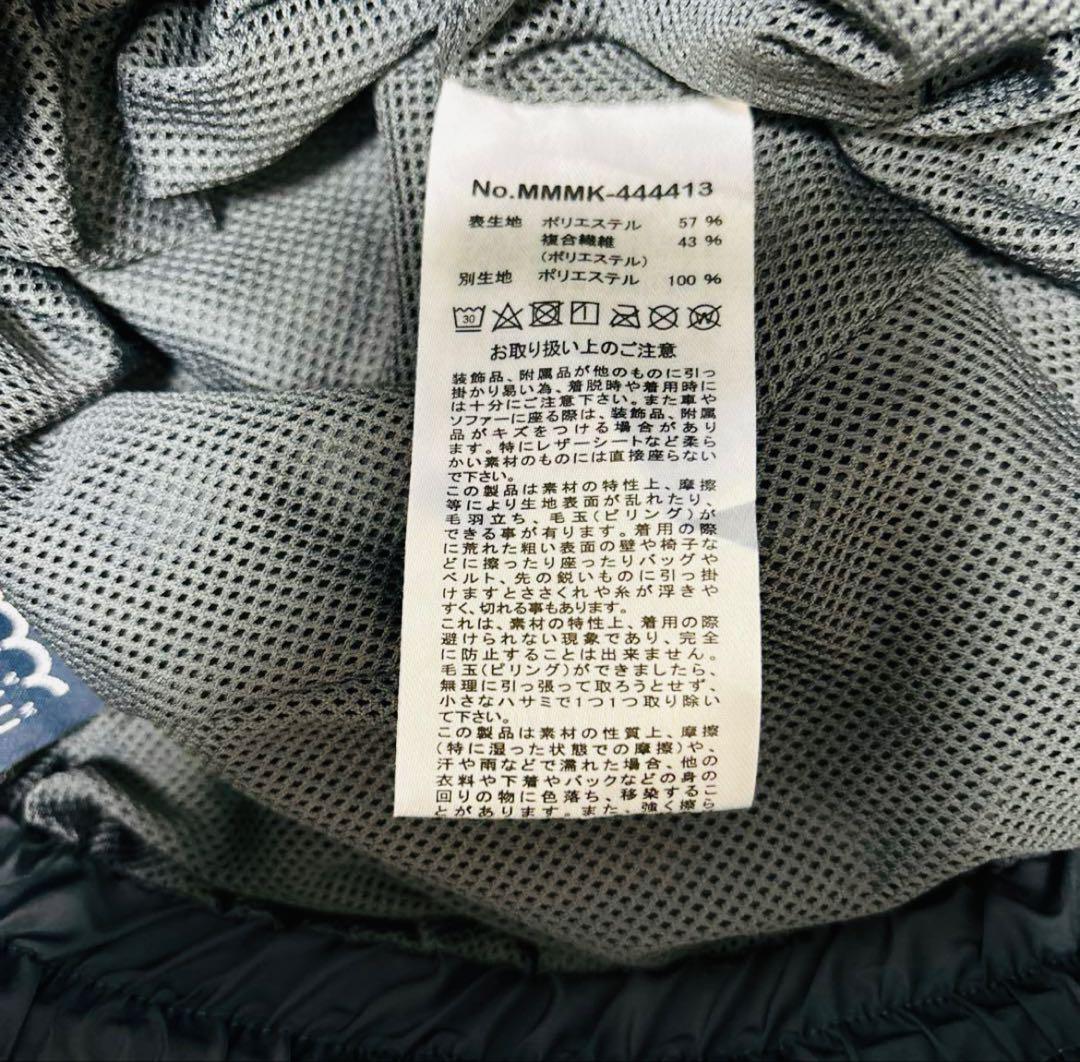 No.MMMK-444413
表生地 ポリエステル 57 %
複合繊維 43 %
(ポリエステル)
別生地 ポリエステル 100 %
30 1 W
お取り扱い上のご注意
装飾品、附属品が他のものに引っ
掛かり易い為、着脱時や着用時に
は十分にご注意下さい。また車や
ソファーに座る際は、装飾品、附属
品がキズをつける場合があり
ます。特にレザーシートなど柔ら
かい素材のものには直接座らない
で下さい。
この製品は素材の特性上、摩擦
等により生地表面が乱れたり、
毛羽立ち、毛玉(ピリング)が
できる事が有ります。着用の際
に荒れた粗い表面の壁や椅子な
どに擦ったり座ったりバッグや
ベルト、先の鋭いものに引っ掛
けますとささくれや糸が浮きや
すく、切れる事もあります。
これは、素材の特性上、着用の際
避けられない現象であり、完全
に防止することは出来ません。
毛玉(ピリング)ができましたら、
無理に引っ張って取ろうとせず、
小さなハサミで1つ1つ取り除い
て下さい。
この製品は素材の性質上、摩擦
(特に湿った状態での摩擦)や、
汗や雨などで濡れた場合、他の
衣料や下着やバックなどの身の
回りの物に色落ち、移染するこ
とがあります。また、強く擦ら